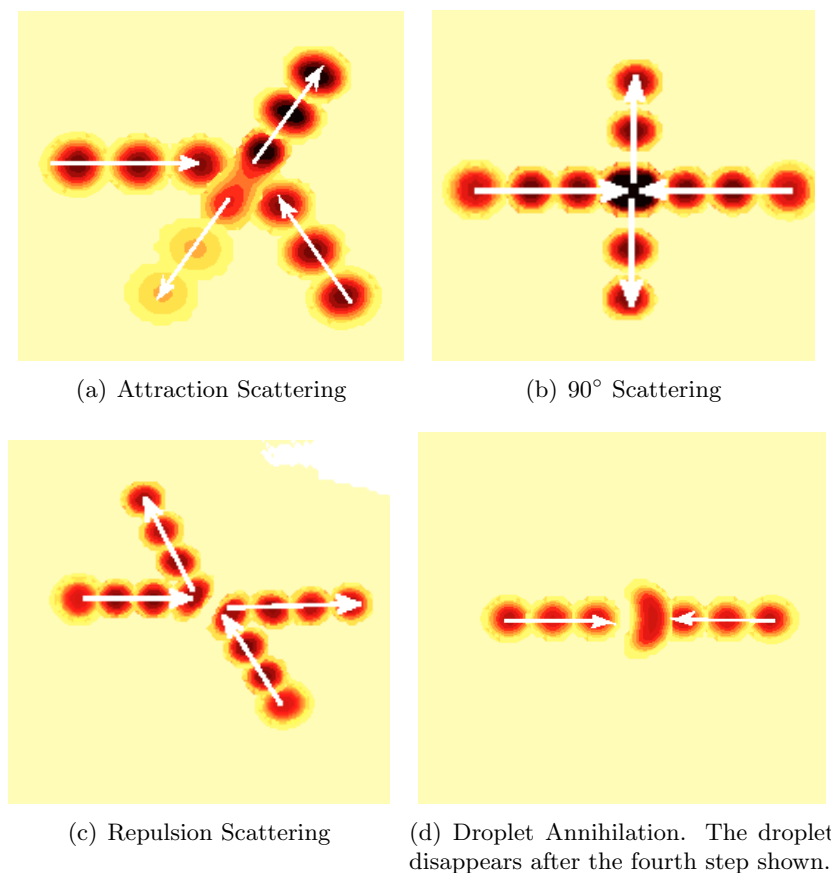 (a) Attraction Scattering
(b) 90° Scattering
(c) Repulsion Scattering
(d) Droplet Annihilation. The droplet
disappears after the fourth step shown.